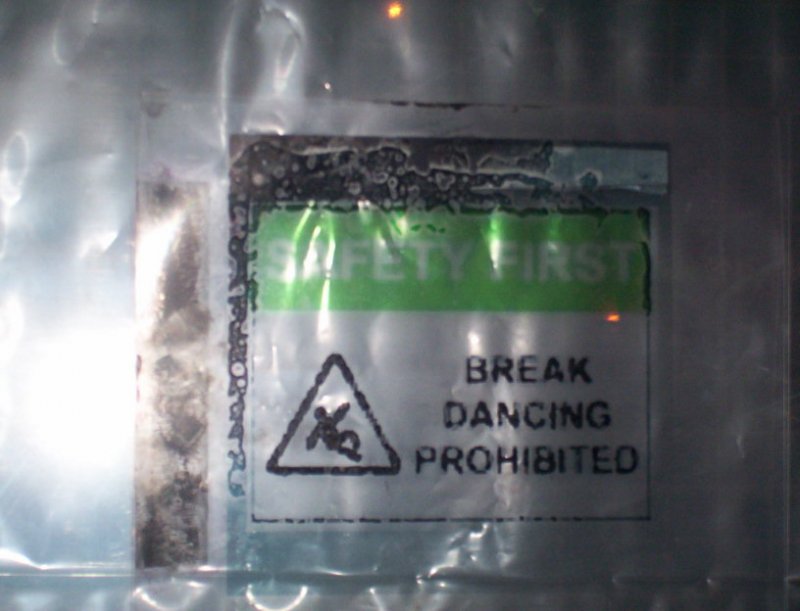 SAFETY FIRST
BREAK
DANCING
PROHIBITED